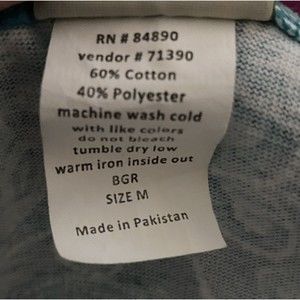 RN # 84890
vendor # 71390
60% Cotton
40% Polyester
machine wash cold
with like colors
do not bleach
tumble dry low
warm iron inside out
BGR
SIZE M
Made in Pakistan